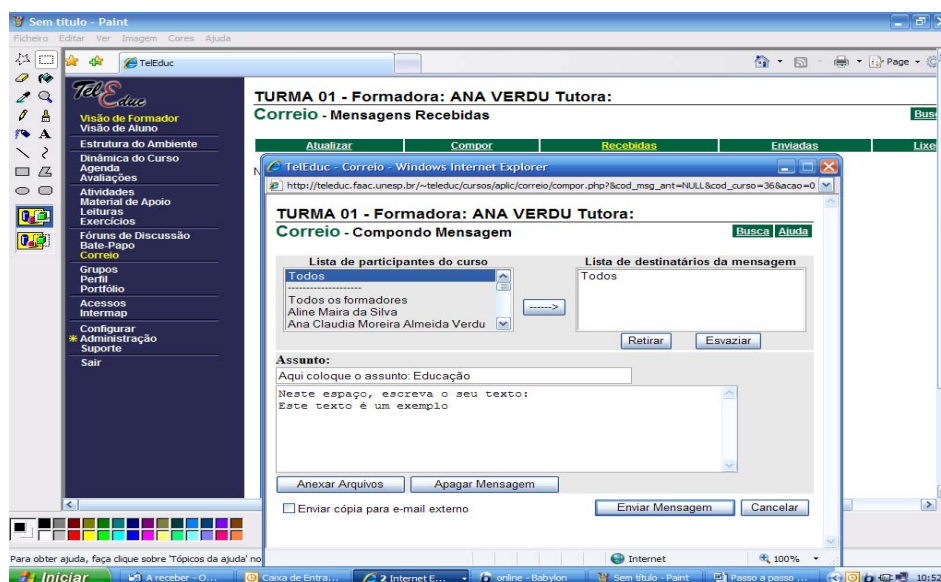 Sem título - Paint
Ficheiro Editar Ver Imagem Cores Ajuda
TelEduc
Page
TelEduc
Visão de Formador
Visão de Aluno
Estrutura do Ambiente
Dinâmica do Curso
Agenda
Avaliações
Atividades
Material de Apoio
Leituras
Exercícios
Fóruns de Discussão
Bate-Papo
Correio
Grupos
Perfil
Portfólio
Acessos
Intermap
Configurar
Administração
Suporte
Sair
TURMA 01 - Formadora: ANA VERDU Tutora:
Correio - Mensagens Recebidas
Atualizar Compor Recebidas Enviadas
TelEduc - Correio - Windows Internet Explorer
http://teleduc.faac.unesp.br/~teleduc/cursos/aplic/correio/compor.php?&cod_msg_ant=NULL&cod_curso=36&acao=0
TURMA 01 - Formadora: ANA VERDU Tutora:
Correio - Compondo Mensagem Busca Ajuda
Lista de participantes do curso Lista de destinatários da mensagem
Todos
--------------------
Todos os formadores
Aline Maira da Silva
Ana Claudia Moreira Almeida Verdu
------>
Todos
Retirar Esvaziar
Assunto:
Aqui coloque o assunto: Educação
Neste espaço, escreva o seu texto:
Este texto é um exemplo
Anexar Arquivos Apagar Mensagem
Enviar cópia para e-mail externo Enviar Mensagem Cancelar
Internet 100%
Para obter ajuda, faça clique sobre 'Tópicos da ajuda' no
Iniciar A receber - O... Caixa de Entra... 2 Internet E... online - Babylon Sem título - Paint Passo a passo ... 10:52